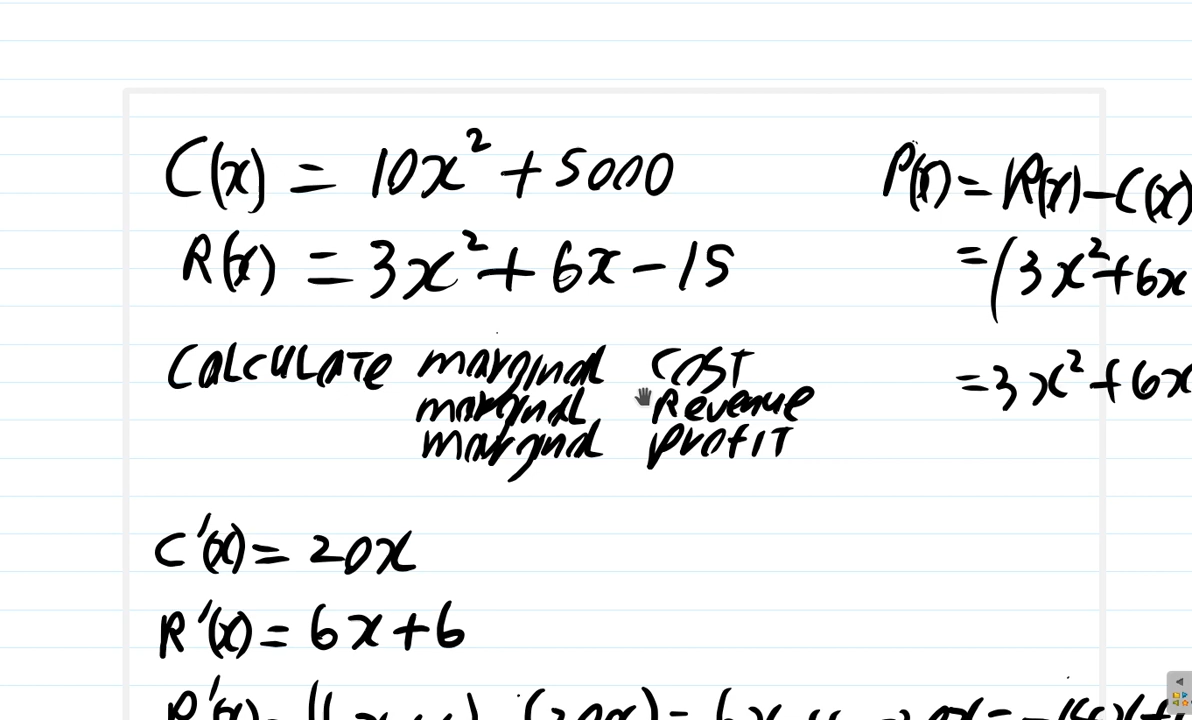 C(x) = 10x² + 5000
R(x) = 3x² + 6x - 15
CALCULATE marginal COST
marginal Revenue
marginal profit
C'(x) = 20x
R'(x) = 6x + 6
P(x) = R(x) - C(x)
= (3x² + 6x
= 3x² + 6x